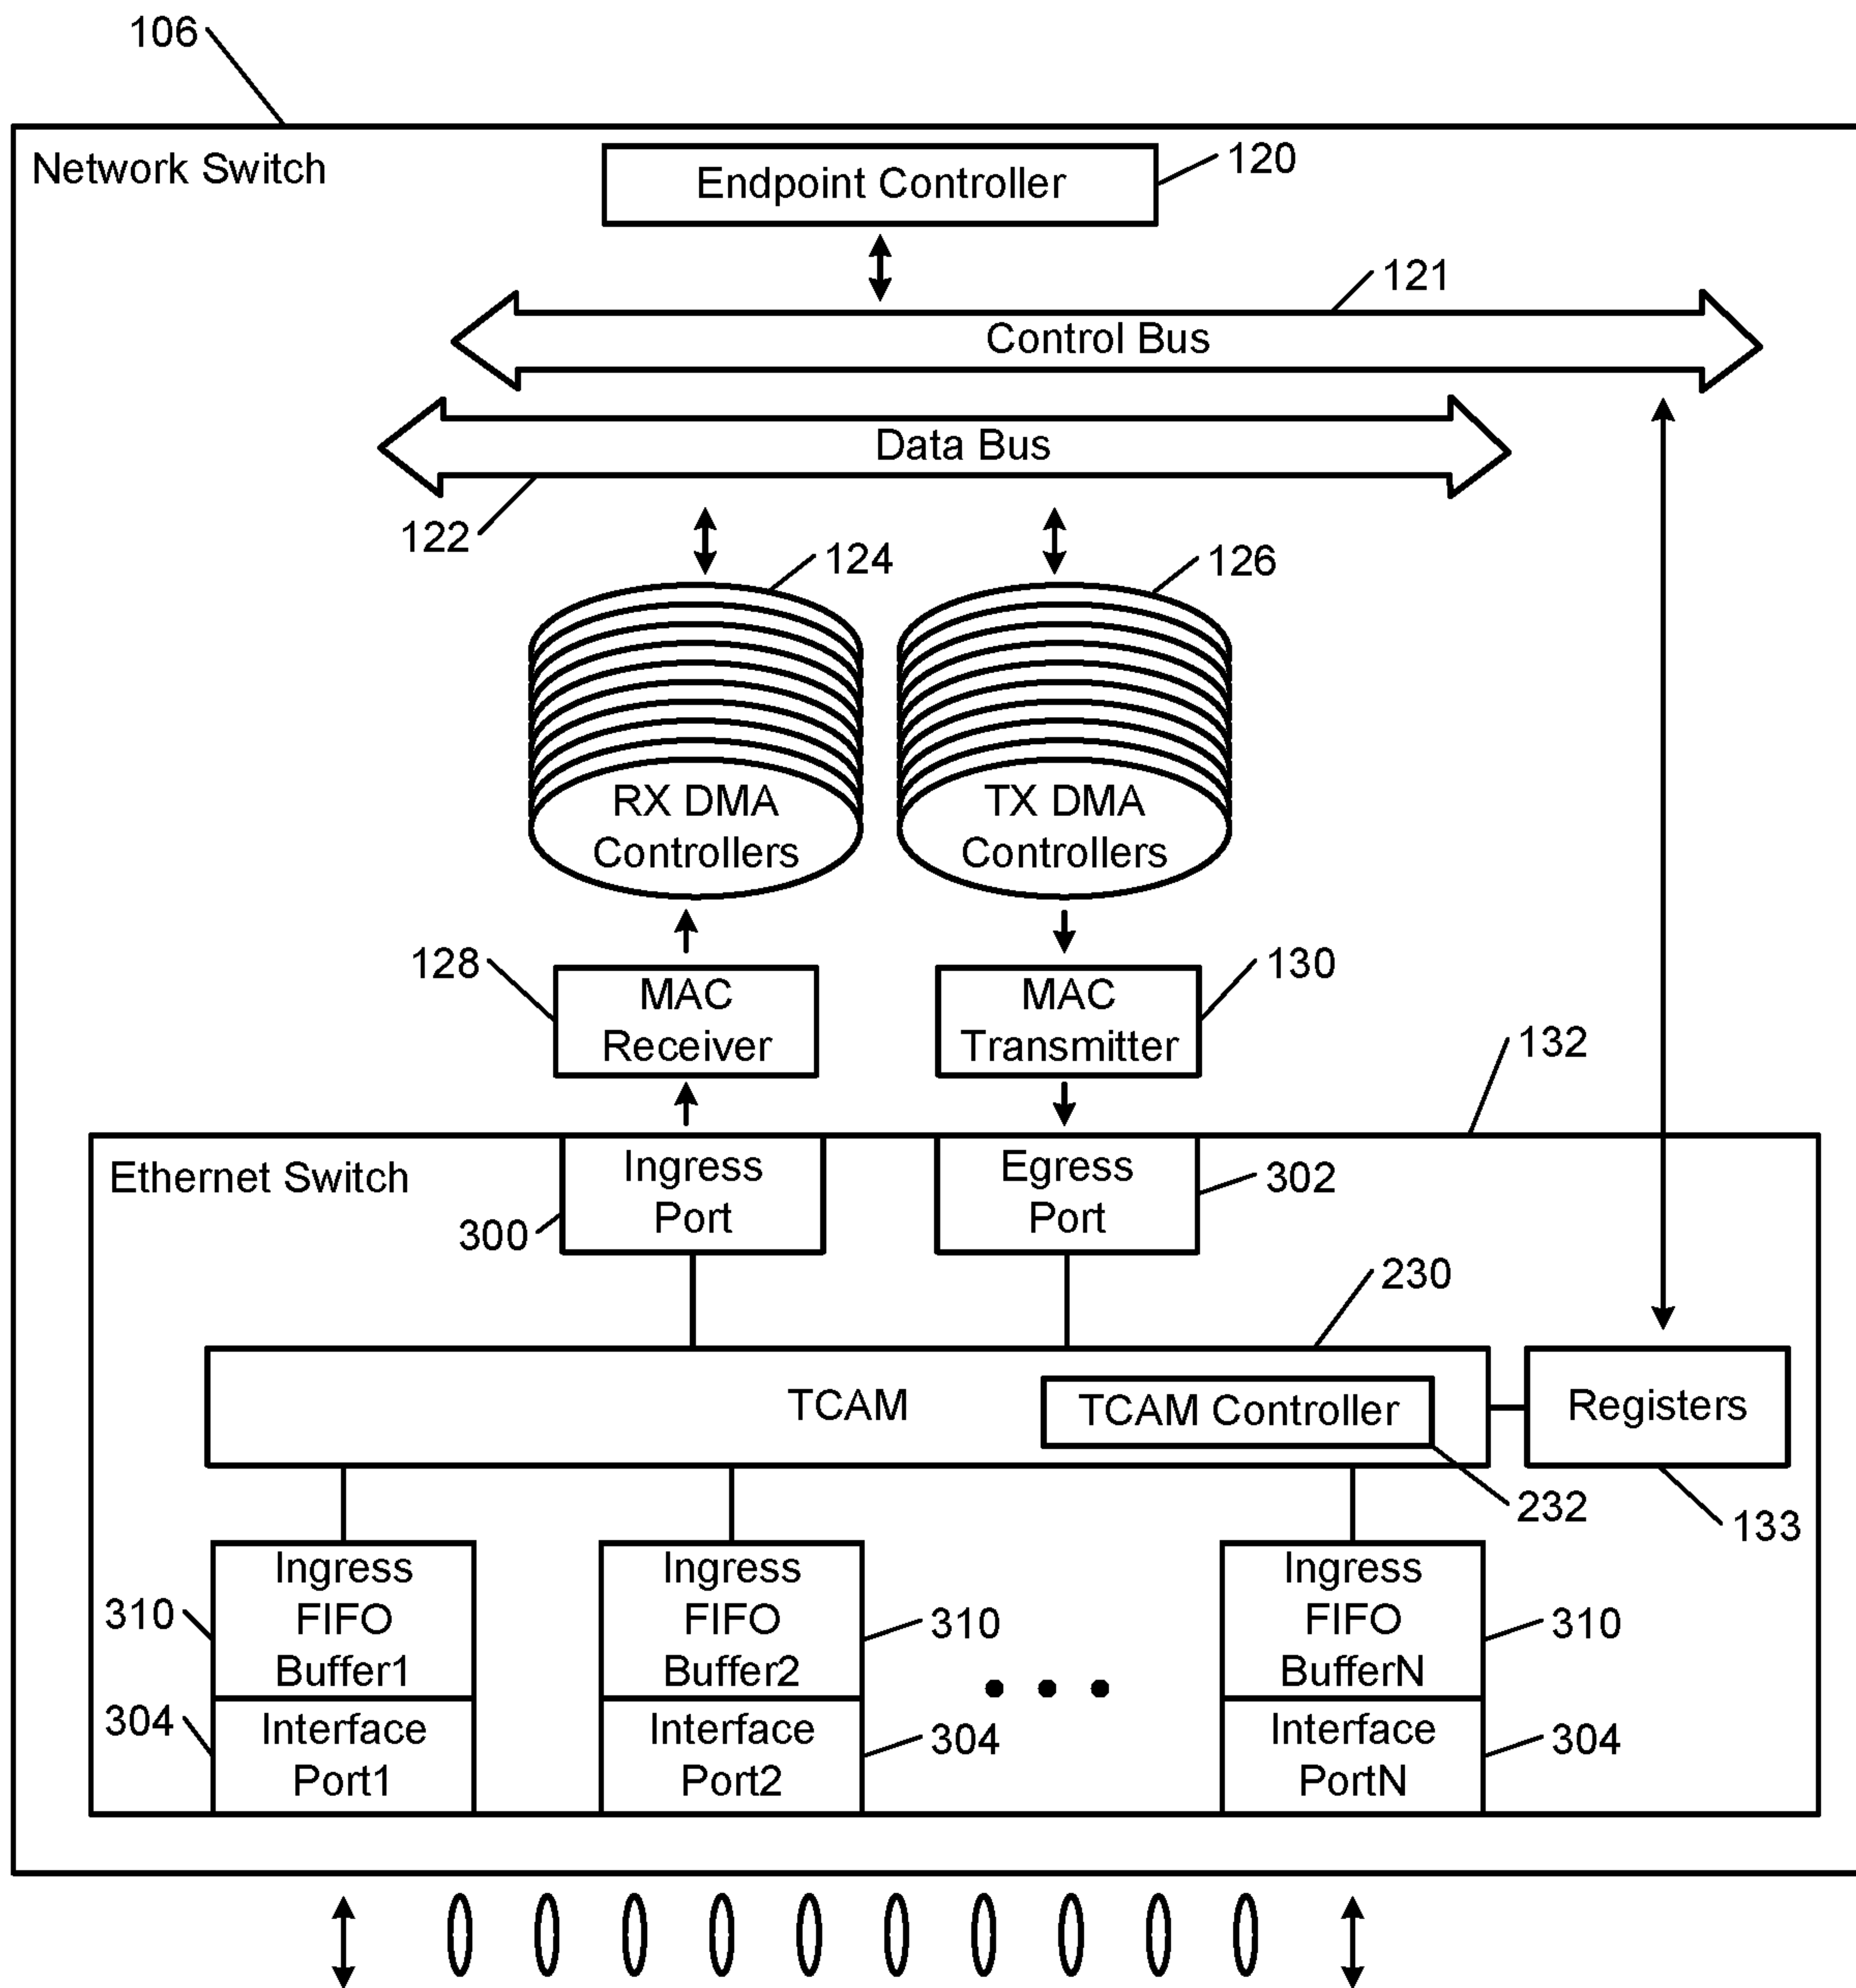 106
Network Switch
Endpoint Controller
120
121
Control Bus
Data Bus
122
124
126
RX DMA
Controllers
TX DMA
Controllers
128
MAC
Receiver
MAC
Transmitter
130
132
Ethernet Switch
Ingress
Port
300
Egress
Port
302
230
TCAM
TCAM Controller
232
Registers
133
310
Ingress
FIFO
Buffer1
304
Interface
Port1
Ingress
FIFO
Buffer2
310
Interface
Port2
304
• • •
Ingress
FIFO
BufferN
310
Interface
PortN
304